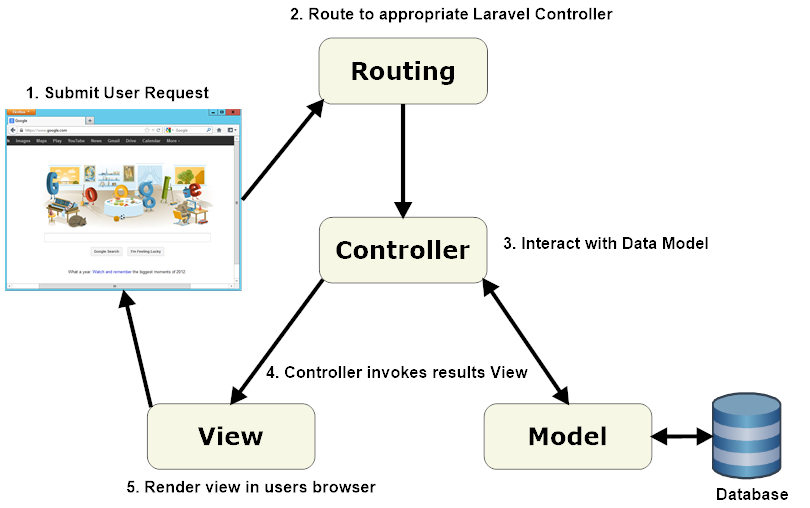 2. Route to appropriate Laravel Controller
Routing
1. Submit User Request
Google
https://www.google.com
Google
Images Maps Play YouTube News Gmail Drive Calendar More
Google
Google Search I'm Feeling Lucky
What a year. Watch and remember the biggest moments of 2012.
Controller
3. Interact with Data Model
4. Controller invokes results View
View
Model
5. Render view in users browser
Database